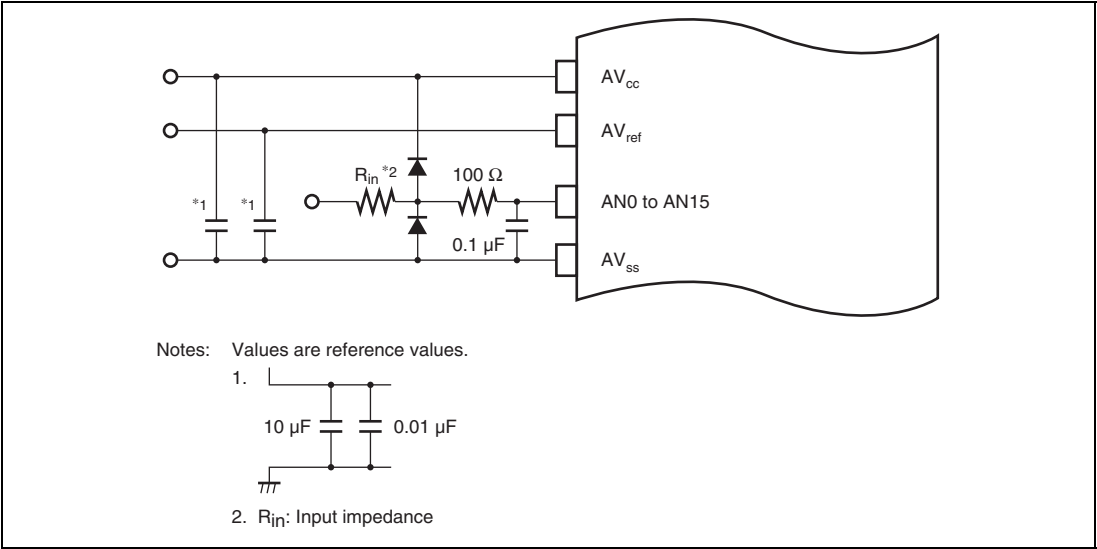 AVcc
AVref
Rin *2
100 Ω
*1
*1
AN0 to AN15
0.1 µF
AVss
Notes: Values are reference values.
1.
10 µF
0.01 µF
2. Rin: Input impedance